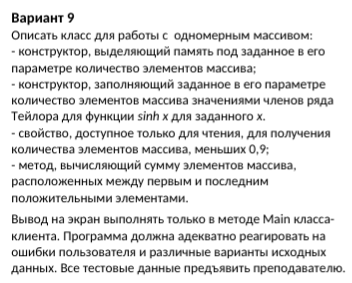 Вариант 9
Описать класс для работы с одномерным массивом:
- конструктор, выделяющий память под заданное в его
параметре количество элементов массива;
- конструктор, заполняющий заданное в его параметре
количество элементов массива значениями членов ряда
Тейлора для функции sinh x для заданного x.
- свойство, доступное только для чтения, для получения
количества элементов массива, меньших 0,9;
- метод, вычисляющий сумму элементов массива,
расположенных между первым и последним
положительными элементами.
Вывод на экран выполнять только в методе Main класса-
клиента. Программа должна адекватно реагировать на
ошибки пользователя и различные варианты исходных
данных. Все тестовые данные предъявить преподавателю.